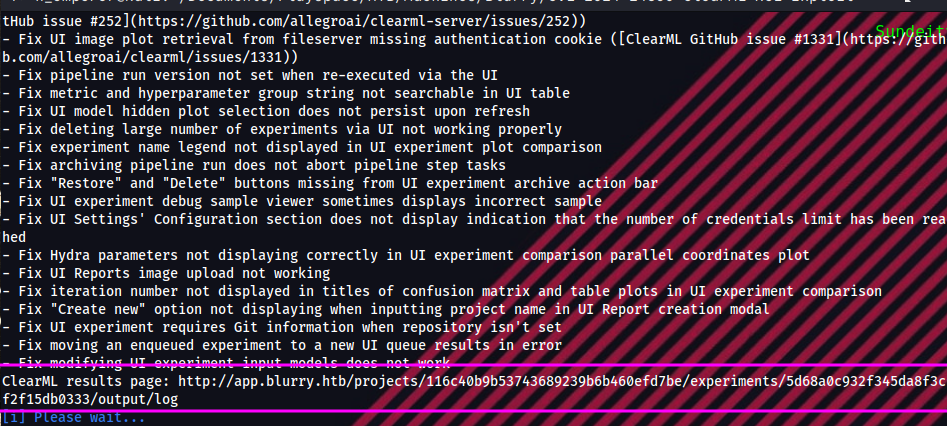 tHub issue #252](https://github.com/allegroai/clearml-server/issues/252))
Sundeit
- Fix UI image plot retrieval from fileserver missing authentication cookie ([ClearML GitHub issue #1331](https://gith
b.com/allegroai/clearml/issues/1331))
- Fix pipeline run version not set when re-executed via the UI
- Fix metric and hyperparameter group string not searchable in UI table
- Fix UI model hidden plot selection does not persist upon refresh
- Fix deleting large number of experiments via UI not working properly
- Fix experiment name legend not displayed in UI experiment plot comparison
- Fix archiving pipeline run does not abort pipeline step tasks
- Fix "Restore" and "Delete" buttons missing from UI experiment archive action bar
- Fix UI experiment debug sample viewer sometimes displays incorrect sample
- Fix UI Settings' Configuration section does not display indication that the number of credentials limit has been rea
hed
- Fix Hydra parameters not displaying correctly in UI experiment comparison parallel coordinates plot
- Fix UI Reports image upload not working
- Fix iteration number not displayed in titles of confusion matrix and table plots in UI experiment comparison
- Fix "Create new" option not displaying when inputting project name in UI Report creation modal
- Fix UI experiment requires Git information when repository isn't set
- Fix moving an enqueued experiment to a new UI queue results in error
- Fix modifying UI experiment input models does not work
ClearML results page: http://app.blurry.htb/projects/116c40b9b53743689239b6b460efd7be/experiments/5d68a0c932f345da8f3c
f2f15db0333/output/log
[i] Please wait...